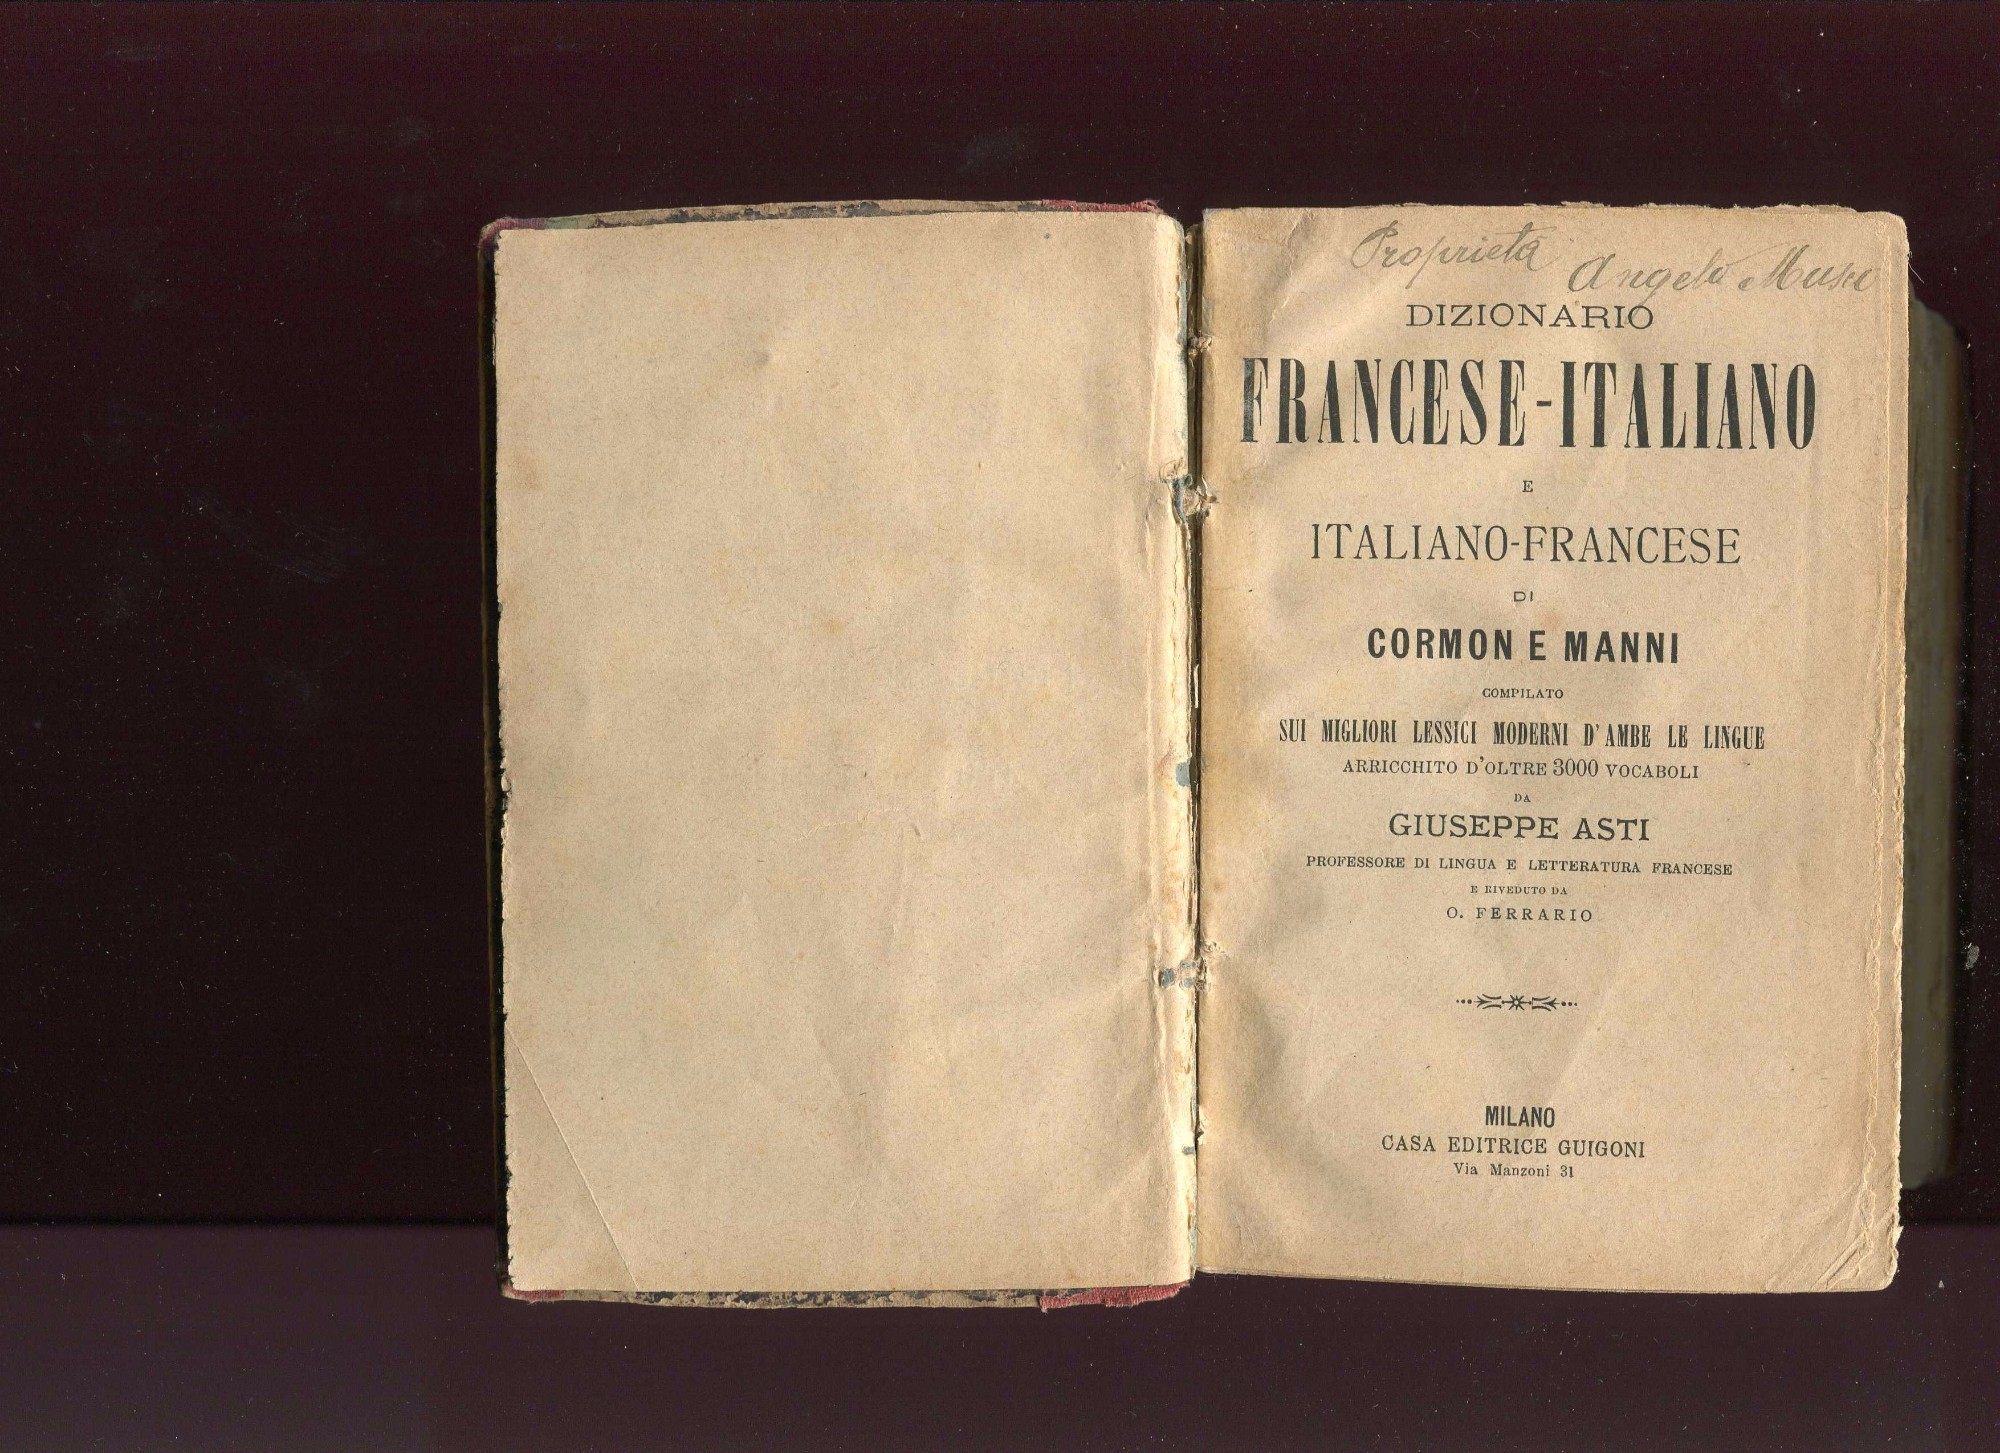 Proprietà
Angelo
DIZIONARIO
FRANCESE-ITALIANO
E
ITALIANO-FRANCESE
DI
CORMON E MANNI
COMPILATO
SUI MIGLIORI LESSICI MODERNI D'AMBE LE LINGUE
ARRICCHITO D'OLTRE 3000 VOCABOLI
DA
GIUSEPPE ASTI
PROFESSORE DI LINGUA E LETTERATURA FRANCESE
E RIVEDUTO DA
O. FERRARIO
MILANO
CASA EDITRICE GUIGONI
Via Manzoni 31